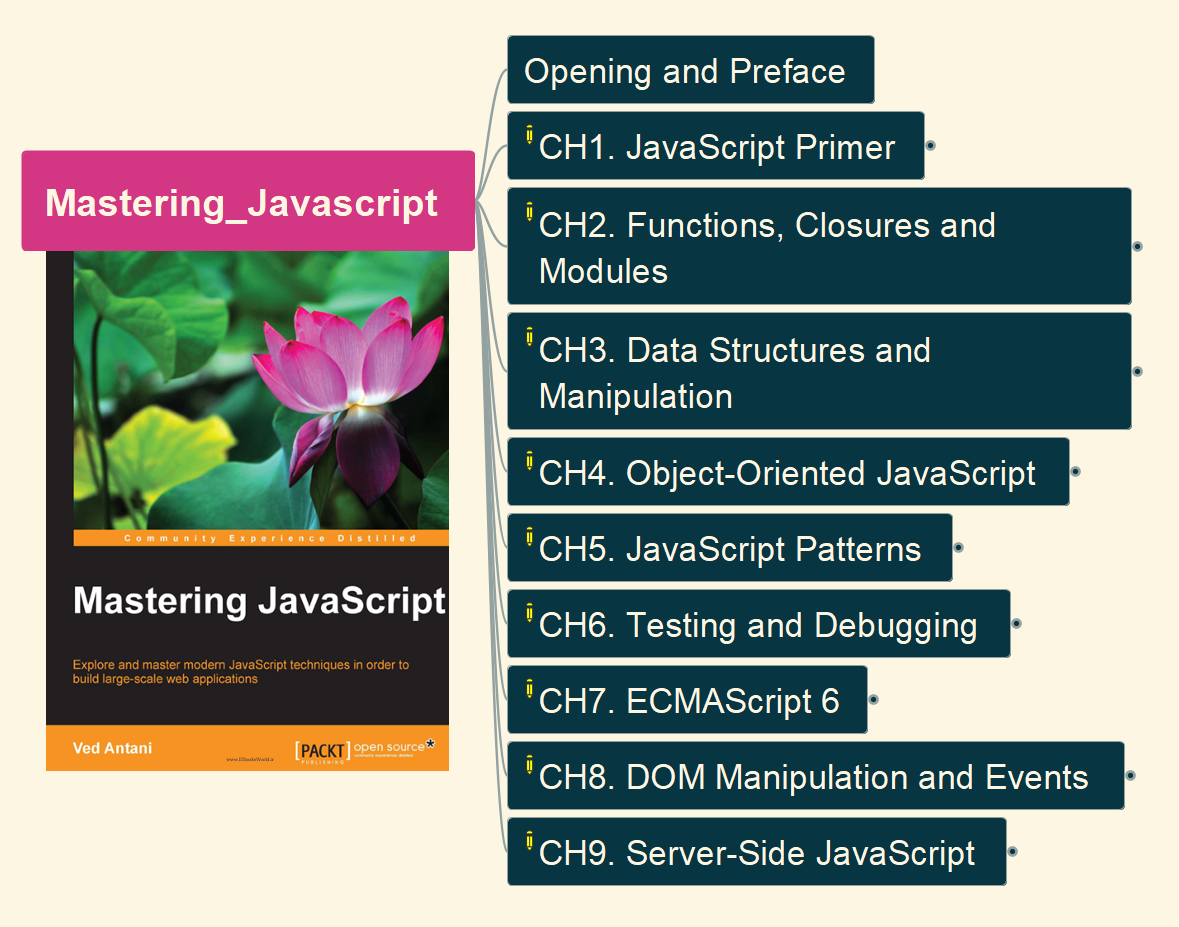 Mastering_Javascript
Community Experience Distilled
Mastering JavaScript
Explore and master modern JavaScript techniques in order to
build large-scale web applications
Ved Antani
[PACKT]
PUBLISHING
open source*
community experience distilled
Opening and Preface
CH1. JavaScript Primer
CH2. Functions, Closures and
Modules
CH3. Data Structures and
Manipulation
CH4. Object-Oriented JavaScript
CH5. JavaScript Patterns
CH6. Testing and Debugging
CH7. ECMAScript 6
CH8. DOM Manipulation and Events
CH9. Server-Side JavaScript